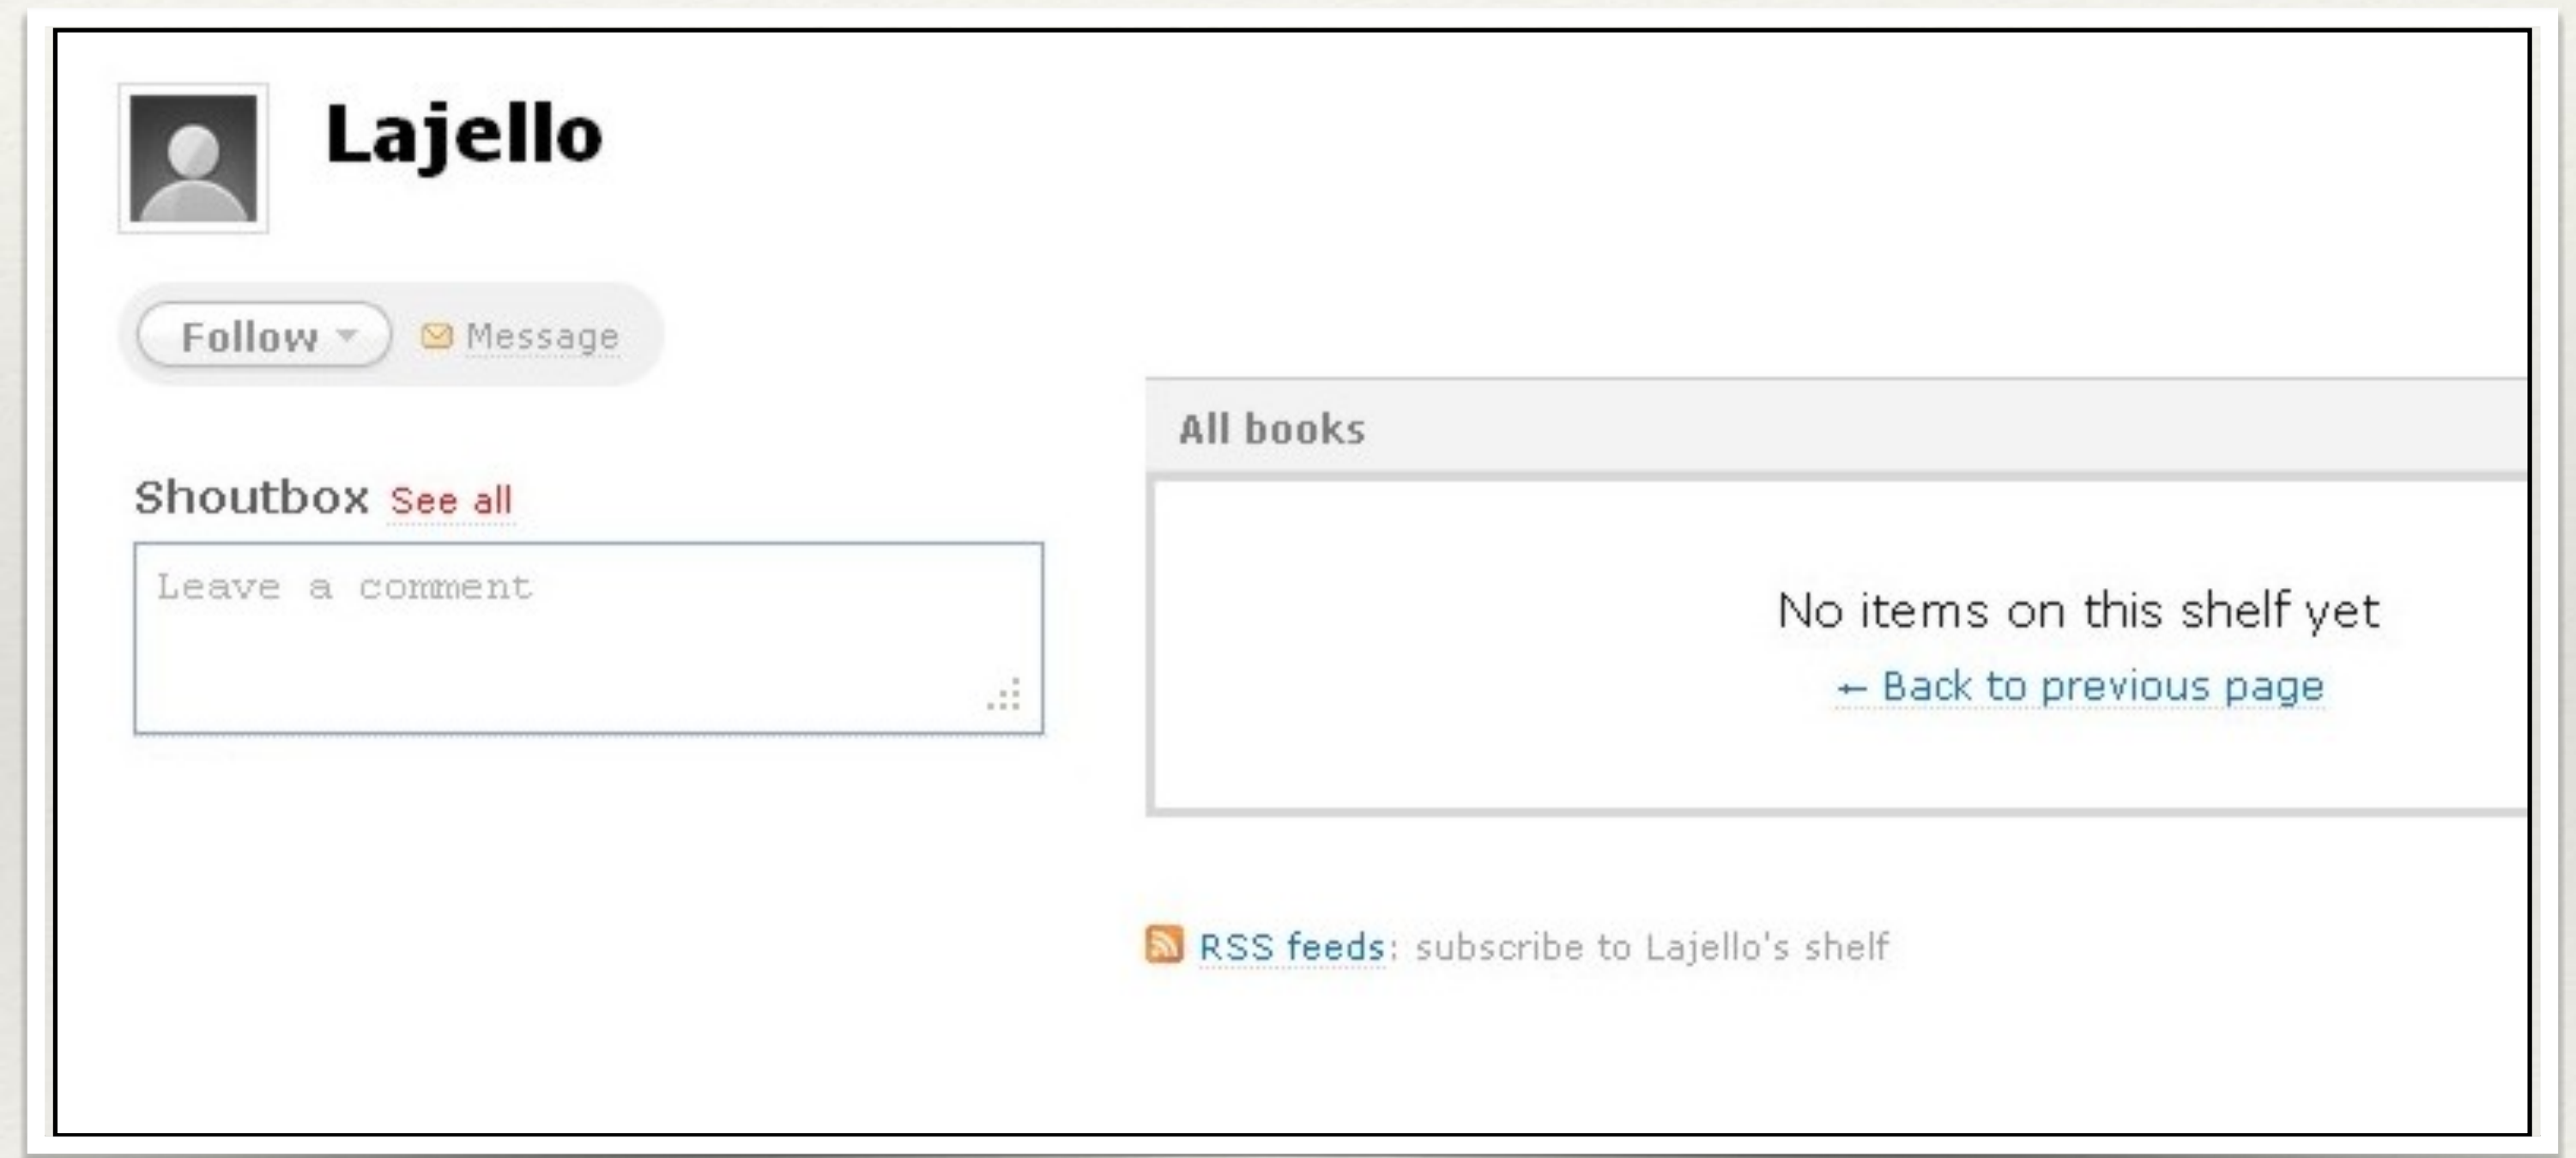 Lajello
Follow Message
Shoutbox See all
Leave a comment
All books
No items on this shelf yet
← Back to previous page
RSS feeds: subscribe to Lajello's shelf